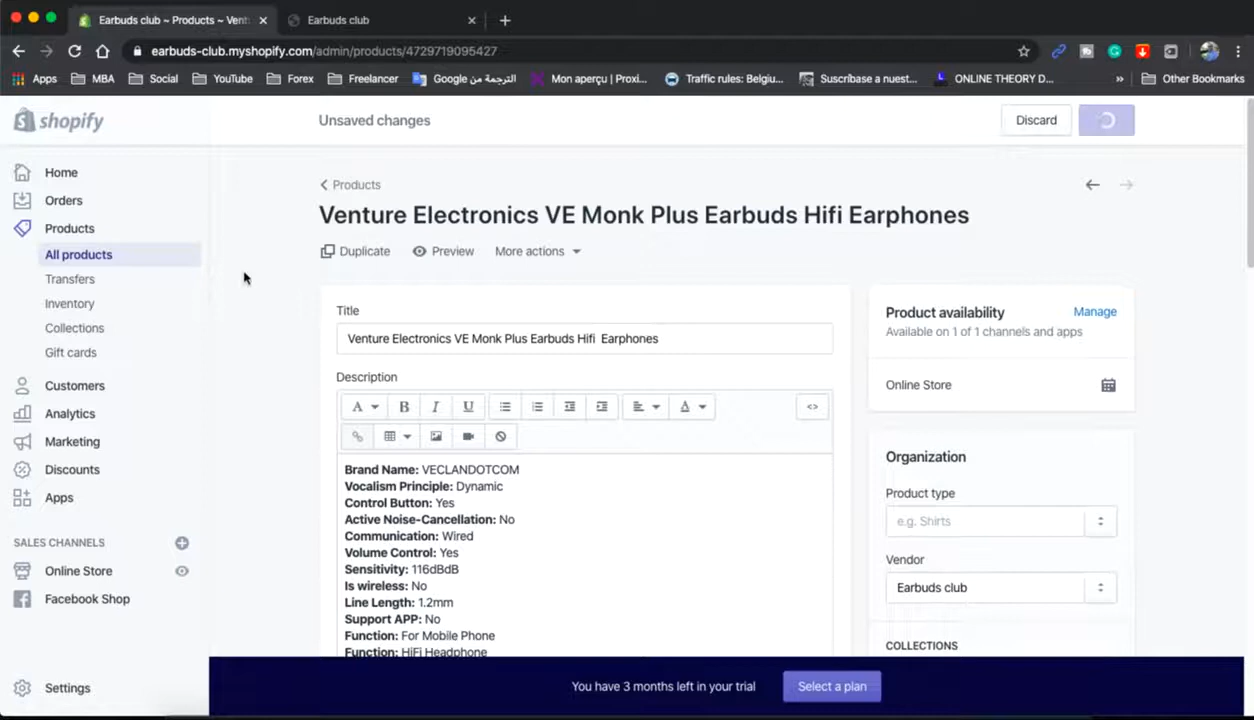 Earbuds club ~ Products ~ Vent
Earbuds club
earbuds-club.myshopify.com/admin/products/4729719095427
Apps
MBA
Social
YouTube
Forex
Freelancer
الترجمة من Google
Mon aperçu | Proxi...
Traffic rules: Belgiu...
Suscríbase a nuest...
ONLINE THEORY D...
»
Other Bookmarks
shopify
Unsaved changes
Discard
Home
Orders
Products
All products
Transfers
Inventory
Collections
Gift cards
Customers
Analytics
Marketing
Discounts
Apps
SALES CHANNELS
Online Store
Facebook Shop
Settings
Products
Venture Electronics VE Monk Plus Earbuds Hifi Earphones
Duplicate
Preview
More actions
Title
Venture Electronics VE Monk Plus Earbuds Hifi  Earphones
Description
A
B
I
U
A
<>
Brand Name: VECLANDOTCOM
Vocalism Principle: Dynamic
Control Button: Yes
Active Noise-Cancellation: No
Communication: Wired
Volume Control: Yes
Sensitivity: 116dBdB
Is wireless: No
Line Length: 1.2mm
Support APP: No
Function: For Mobile Phone
Function: HiFi Headphone
Product availability
Manage
Available on 1 of 1 channels and apps
Online Store
Organization
Product type
e.g. Shirts
Vendor
Earbuds club
COLLECTIONS
You have 3 months left in your trial
Select a plan